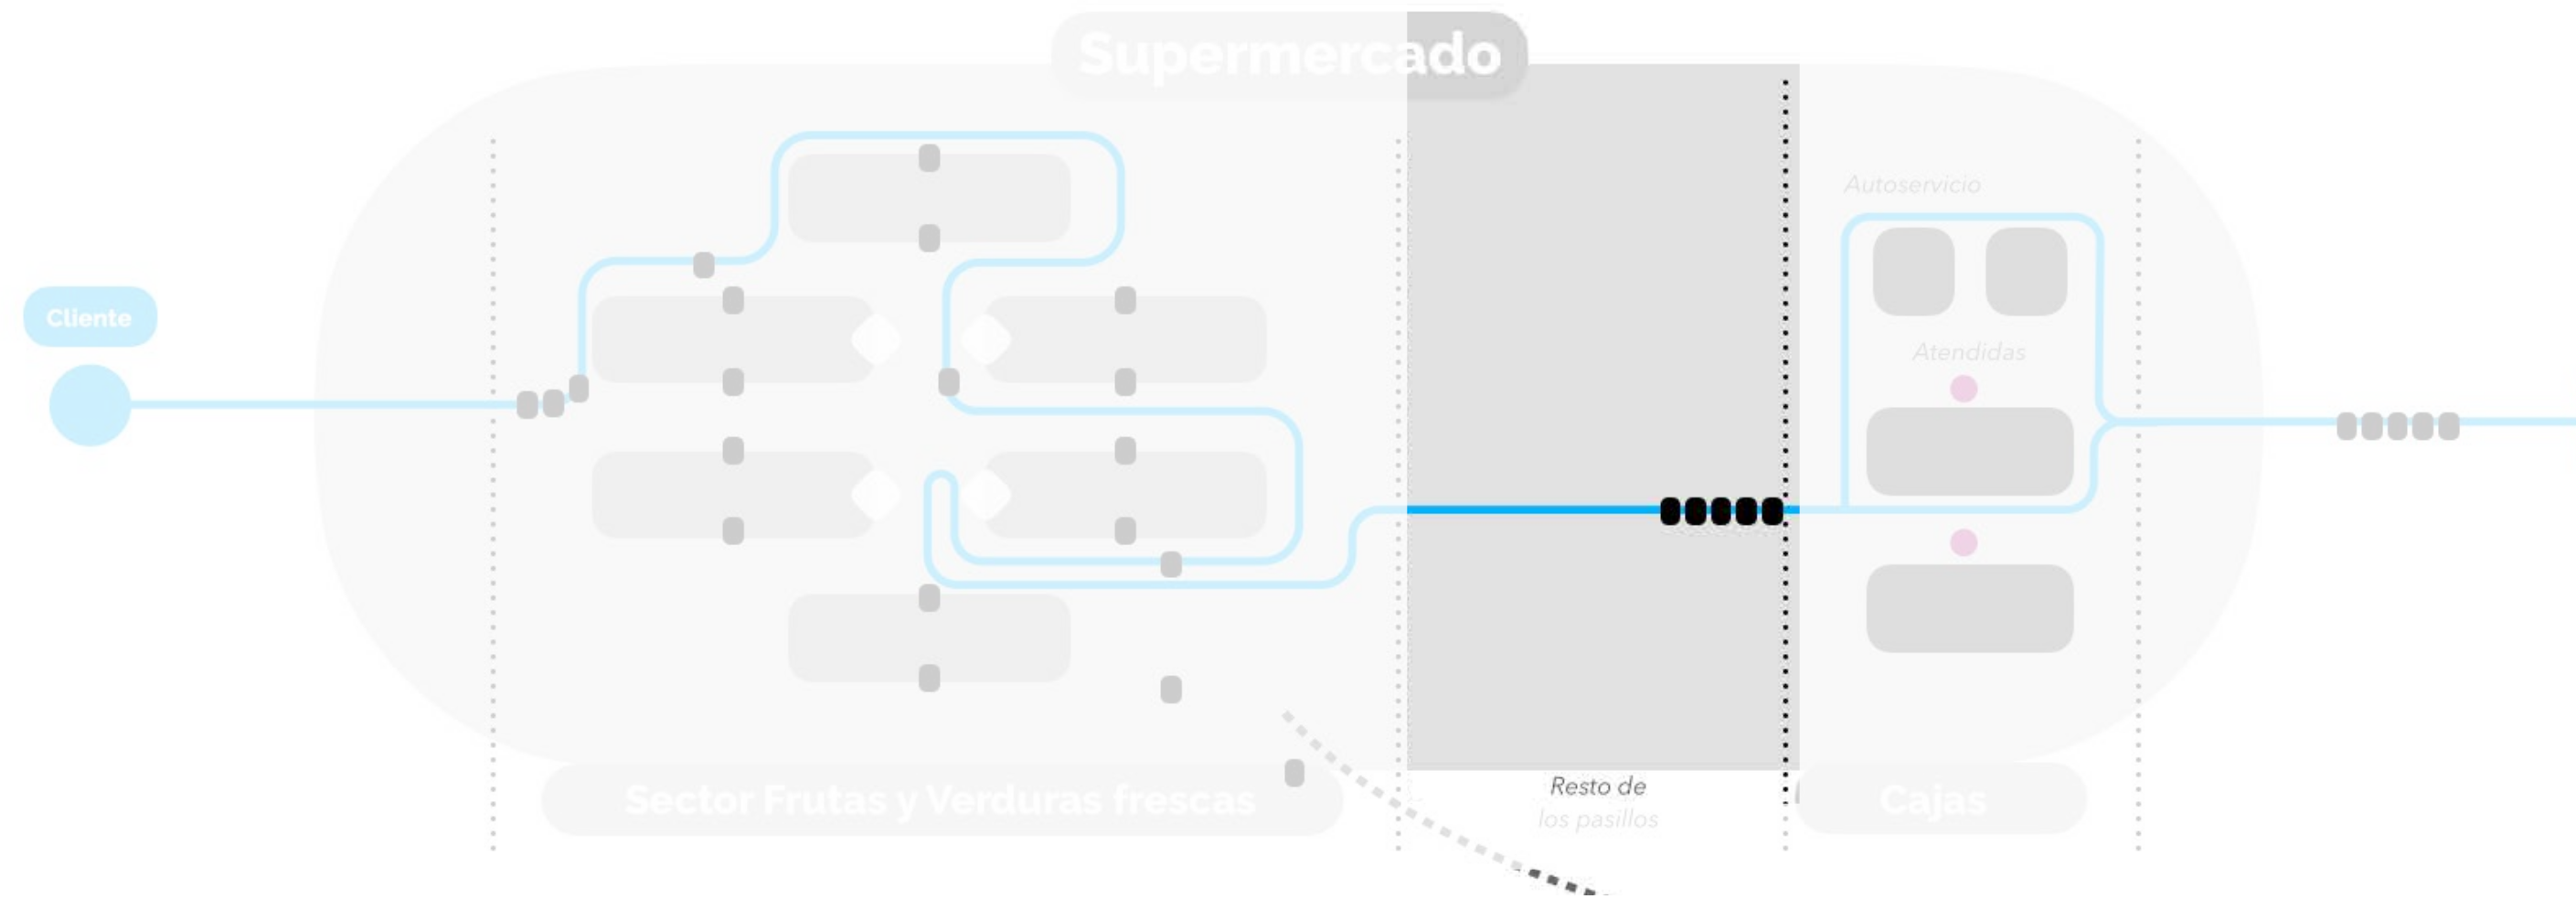 Supermercado
Autoservicio
Cliente
Atendidas
Resto de
los pasillos
Sector Frutas y Verduras frescas
Cajas